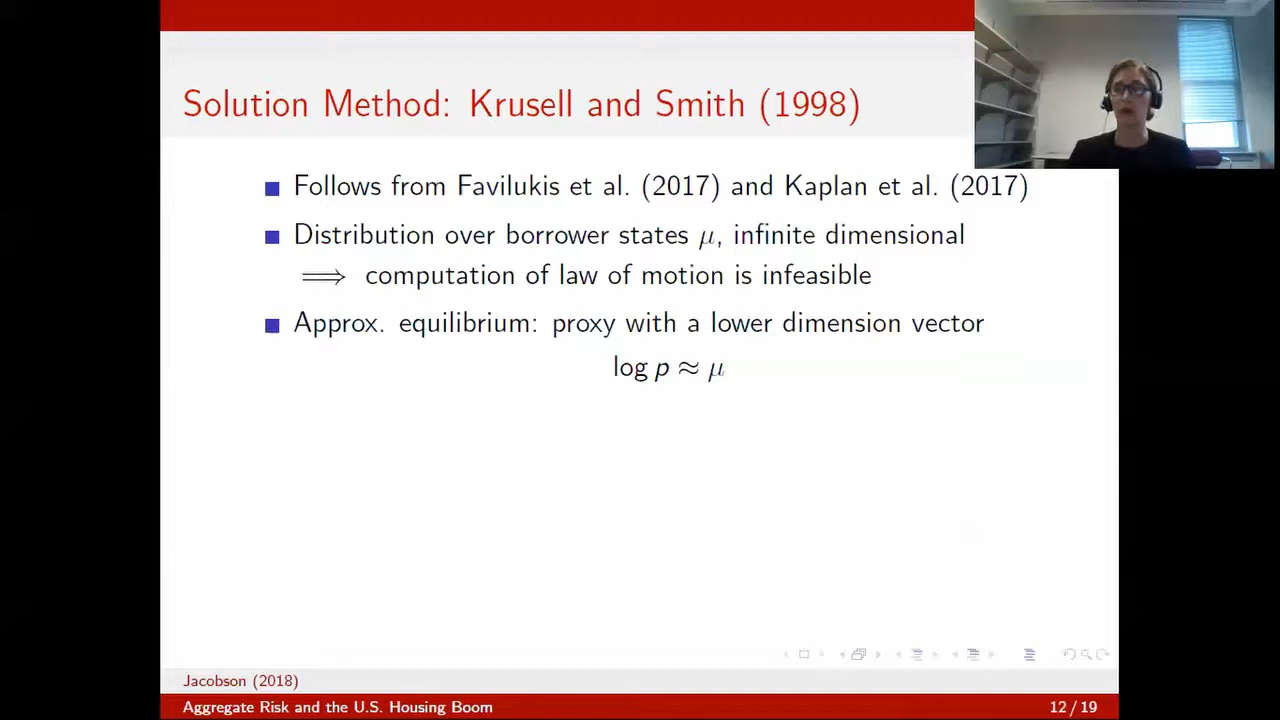 Solution Method: Krusell and Smith (1998)
Follows from Favilukis et al. (2017) and Kaplan et al. (2017)
Distribution over borrower states μ, infinite dimensional
⟹ computation of law of motion is infeasible
Approx. equilibrium: proxy with a lower dimension vector
log p ≈ μ
Jacobson (2018)
Aggregate Risk and the U.S. Housing Boom
12 / 19